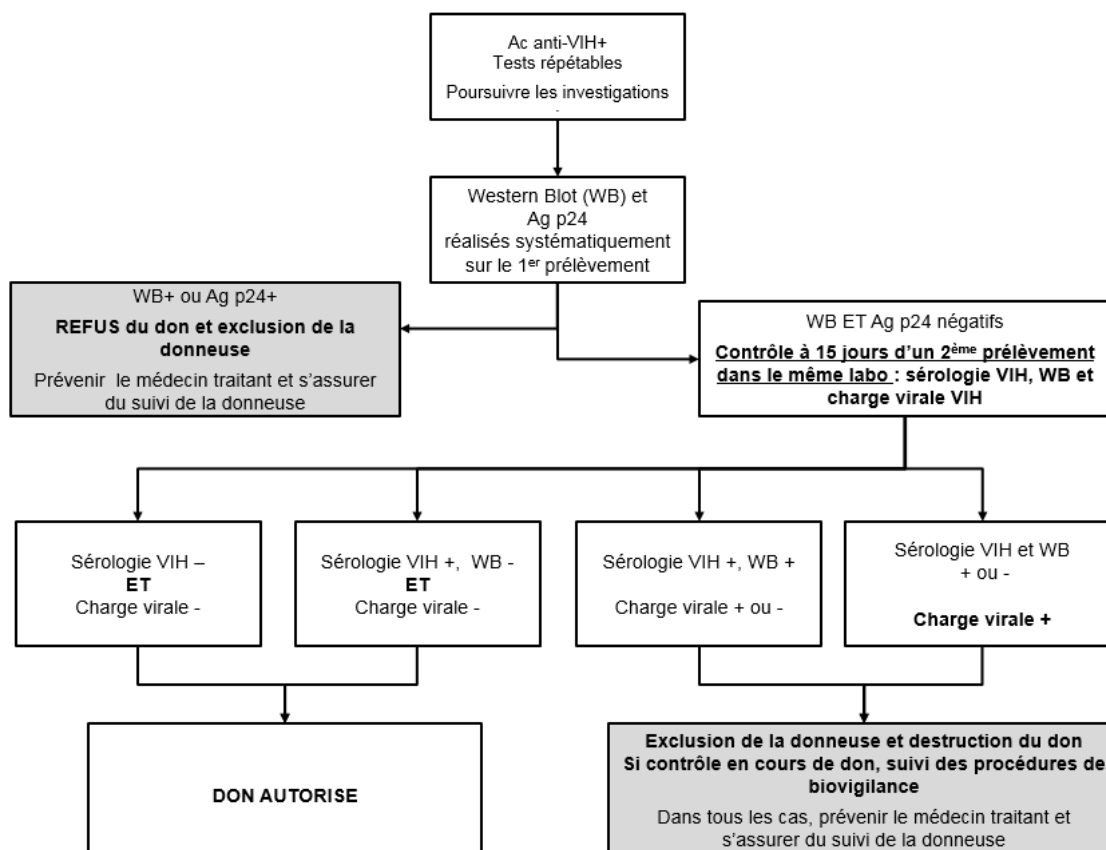 Ac anti-VIH+
Tests répétables
Poursuivre les investigations
.
Western Blot (WB) et
Ag p24
réalisés systématiquement
sur le 1er prélèvement
WB+ ou Ag p24+
REFUS du don et exclusion de la
donneuse
Prévenir le médecin traitant et s'assurer
du suivi de la donneuse
WB ET Ag p24 négatifs
Contrôle à 15 jours d'un 2ème prélèvement
dans le même labo : sérologie VIH, WB et
charge virale VIH
Sérologie VIH –
ET
Charge virale -
Sérologie VIH +, WB -
ET
Charge virale -
Sérologie VIH +, WB +
Charge virale + ou -
Sérologie VIH et WB
+ ou -
Charge virale +
DON AUTORISE
Exclusion de la donneuse et destruction du don
Si contrôle en cours de don, suivi des procédures de
biovigilance
Dans tous les cas, prévenir le médecin traitant et
s'assurer du suivi de la donneuse